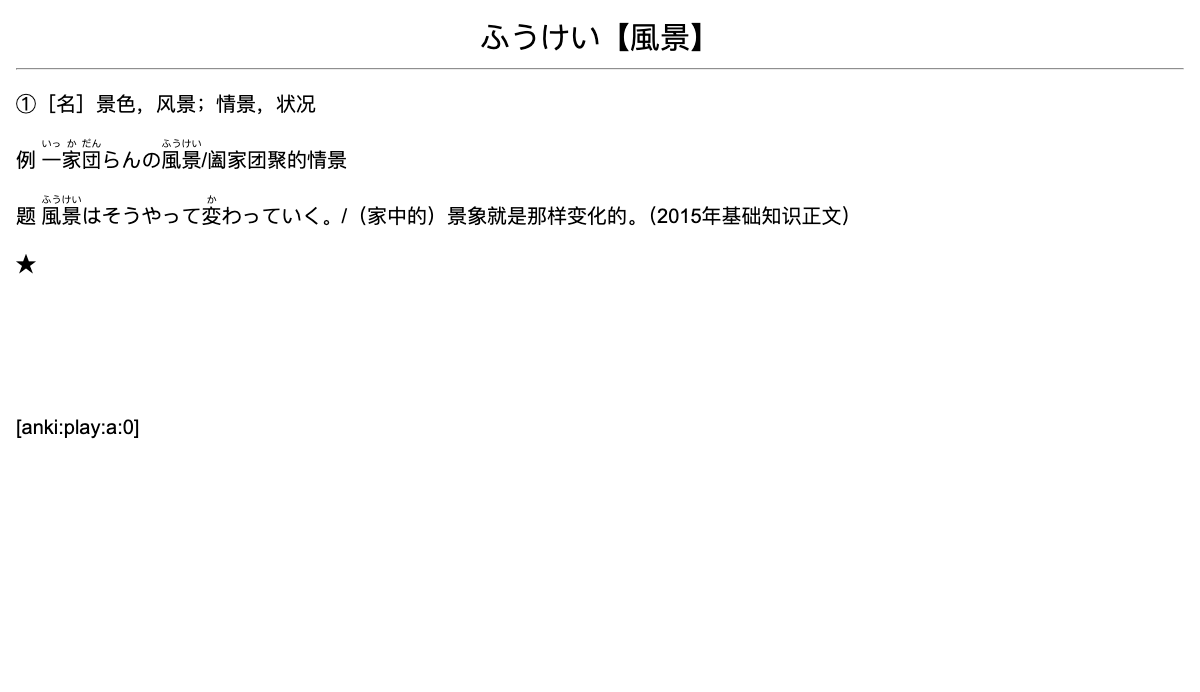 ふうけい【風景】
①［名］景色，风景；情景，状况
いっ か だん ふうけい
例 一家団らんの風景/阖家团聚的情景
ふうけい か
题 風景はそうやって変わっていく。/（家中的）景象就是那样变化的。（2015年基础知识正文）
★
[anki:play:a:0]